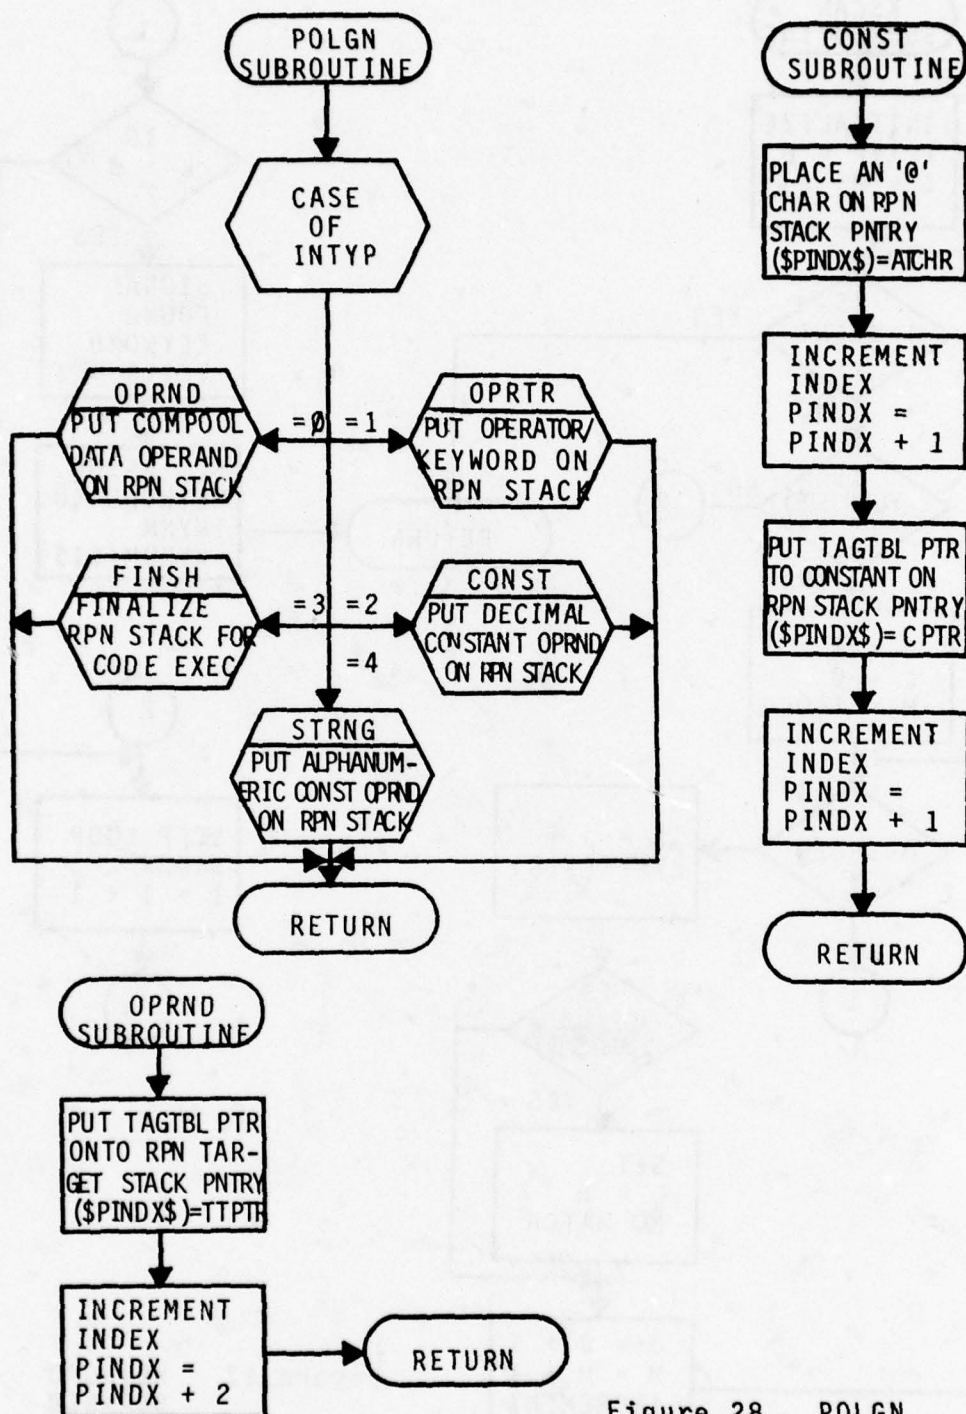 POLGN
SUBROUTINE
CASE
OF
INTYP
OPRND
PUT COMPOOL
DATA OPERAND
ON RPN STACK
=Ø =1
OPRTR
PUT OPERATOR/
KEYWORD ON
RPN STACK
FINSH
FINALIZE
RPN STACK FOR
CODE EXEC
=3 =2
CONST
PUT DECIMAL
CONSTANT OPRND
ON RPN STACK
=4
STRNG
PUT ALPHANUM-
ERIC CONST OPRND
ON RPN STACK
RETURN
CONST
SUBROUTINE
PLACE AN '@'
CHAR ON RPN
STACK PNTRY
($PINDX$)=ATCHR
INCREMENT
INDEX
PINDX =
PINDX + 1
PUT TAGTBL PTR
TO CONSTANT ON
RPN STACK PNTRY
($PINDX$)= CPTR
INCREMENT
INDEX
PINDX =
PINDX + 1
RETURN
OPRND
SUBROUTINE
PUT TAGTBL PTR
ONTO RPN TAR-
GET STACK PNTRY
($PINDX$)=TTPTR
INCREMENT
INDEX
PINDX =
PINDX + 2
RETURN
Figure 28. POLGN